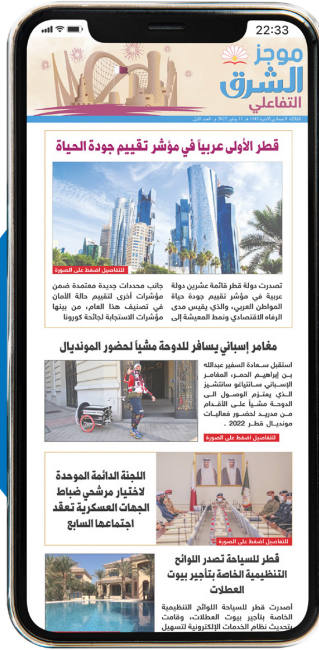 22:33
موجز
الشرق
التفاعلي
قطر الأولى عربياً في مؤشر تقييم جودة الحياة
للتفاصيل اضغط على الصورة
تصدرت دولة قطر قائمة عشرين دولة
عربية في مؤشر تقييم جودة حياة
المواطن العربي، والذي يقيس مدى
الرفاه الاقتصادي ونمط المعيشة إلى
جانب محددات جديدة معتمدة ضمن
مؤشرات أخرى لتقييم حالة الأمان
في تصنيف هذا العام، من بينها
مؤشرات الاستجابة لجائحة كورونا
مغامر إسباني يسافر للدوحة مشياً لحضور المونديال
استقبل سعادة السفير عبدالله
بن إبراهيم الحمر، المغامر
الإسباني سانتياغو سانتشيز
الذي يعتزم الوصول الى
الدوحة مشياً على الأقدام
من مدريد لحضور فعاليات
مونديال قطر 2022 .
للتفاصيل اضغط على الصورة
اللجنة الدائمة الموحدة
لاختيار مرشحي ضباط
الجهات العسكرية تعقد
اجتماعها السابع
للتفاصيل اضغط على الصورة
قطر للسياحة تصدر اللوائح
التنظيمية الخاصة بتأجير بيوت
العطلات
أصدرت قطر للسياحة اللوائح التنظيمية
الخاصة بتأجير بيوت العطلات، وقامت
بتحديث نظام الخدمات الإلكترونية لتسهيل